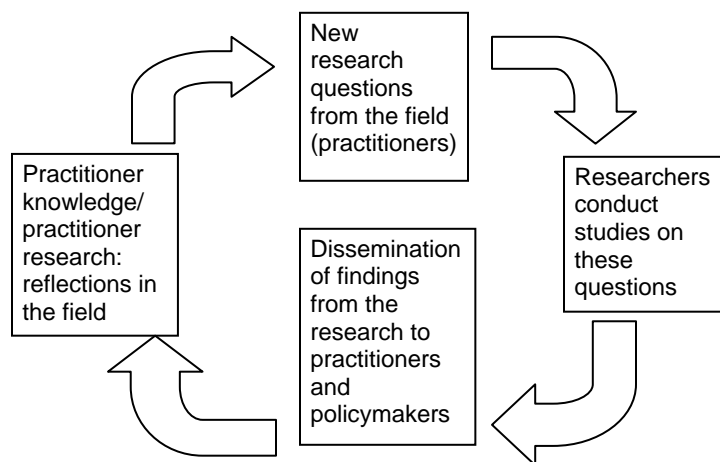 New
research
questions
from the field
(practitioners)
Researchers
conduct
studies on
these
questions
Dissemination
of findings
from the
research to
practitioners
and
policymakers
Practitioner
knowledge/
practitioner
research:
reflections in
the field